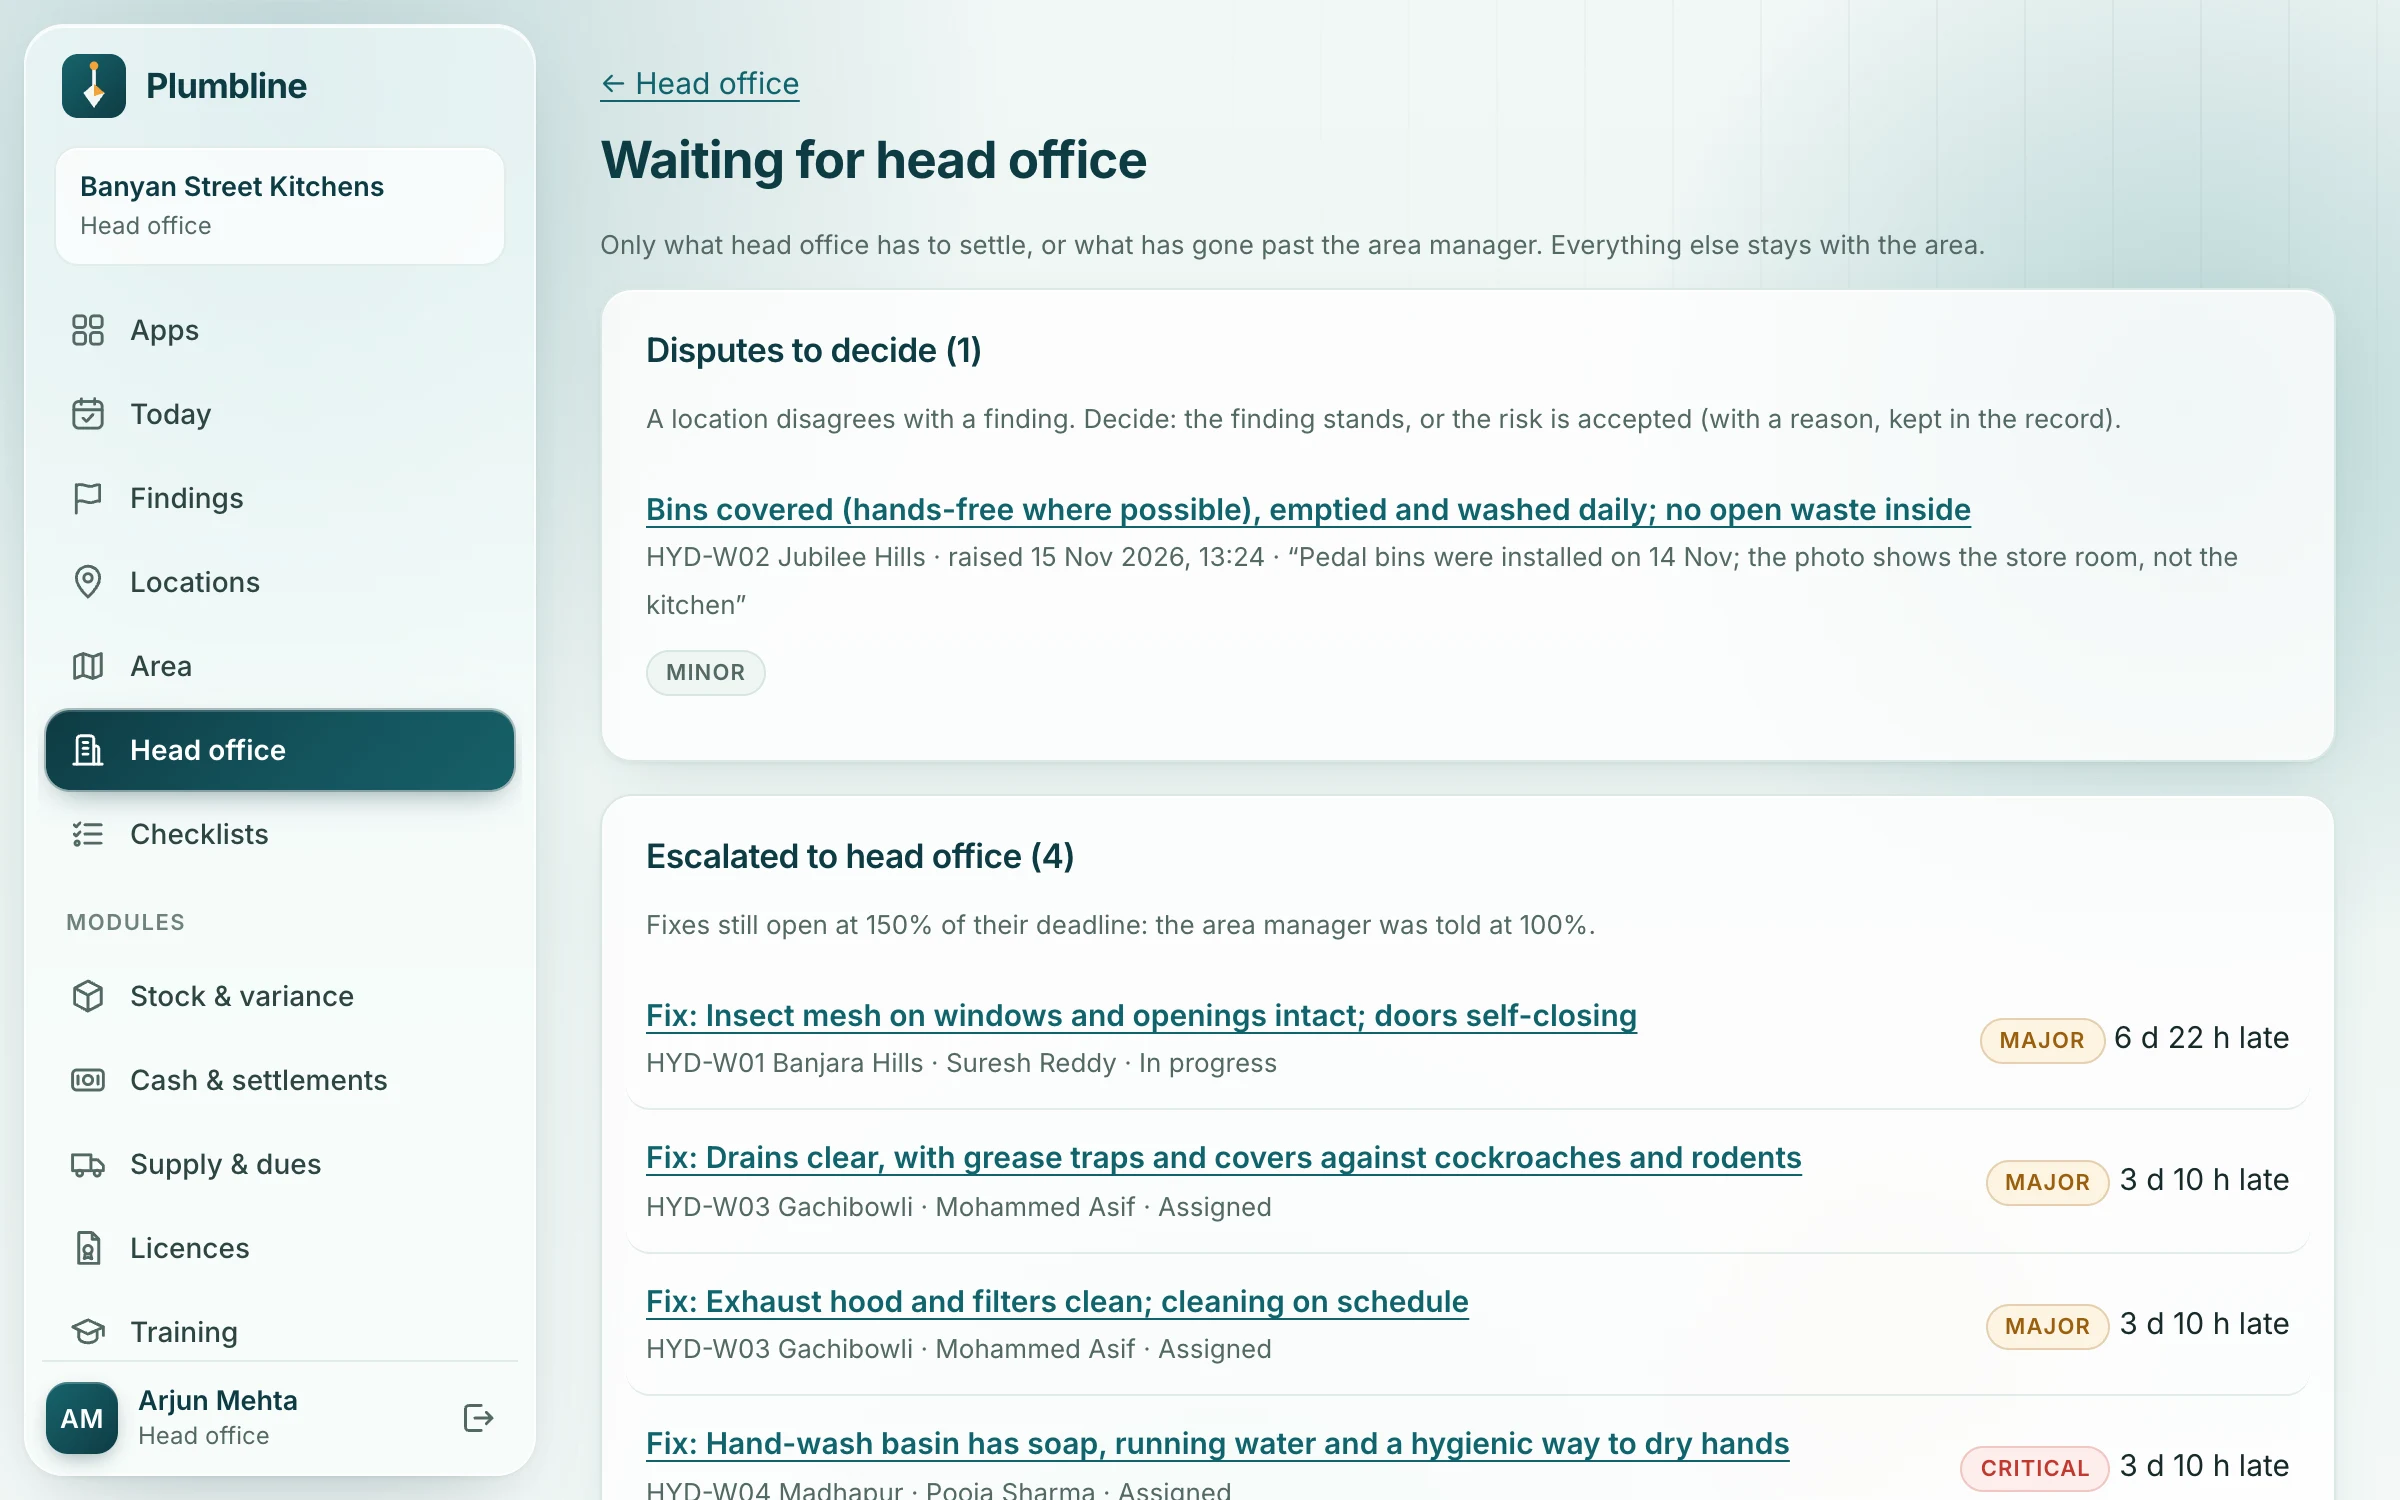 Plumbline
Banyan Street Kitchens
Head office
Apps
Today
Findings
Locations
Area
Head office
Checklists
MODULES
Stock & variance
Cash & settlements
Supply & dues
Licences
Training
AM
Arjun Mehta
Head office
← Head office
Waiting for head office
Only what head office has to settle, or what has gone past the area manager. Everything else stays with the area.
Disputes to decide (1)
A location disagrees with a finding. Decide: the finding stands, or the risk is accepted (with a reason, kept in the record).
Bins covered (hands-free where possible), emptied and washed daily; no open waste inside
HYD-W02 Jubilee Hills · raised 15 Nov 2026, 13:24 · “Pedal bins were installed on 14 Nov; the photo shows the store room, not the
kitchen”
MINOR
Escalated to head office (4)
Fixes still open at 150% of their deadline: the area manager was told at 100%.
Fix: Insect mesh on windows and openings intact; doors self-closing
HYD-W01 Banjara Hills · Suresh Reddy · In progress
MAJOR 6 d 22 h late
Fix: Drains clear, with grease traps and covers against cockroaches and rodents
HYD-W03 Gachibowli · Mohammed Asif · Assigned
MAJOR 3 d 10 h late
Fix: Exhaust hood and filters clean; cleaning on schedule
HYD-W03 Gachibowli · Mohammed Asif · Assigned
MAJOR 3 d 10 h late
Fix: Hand-wash basin has soap, running water and a hygienic way to dry hands
HYD-W04 Madhapur · Pooja Sharma · Assigned
CRITICAL 3 d 10 h late